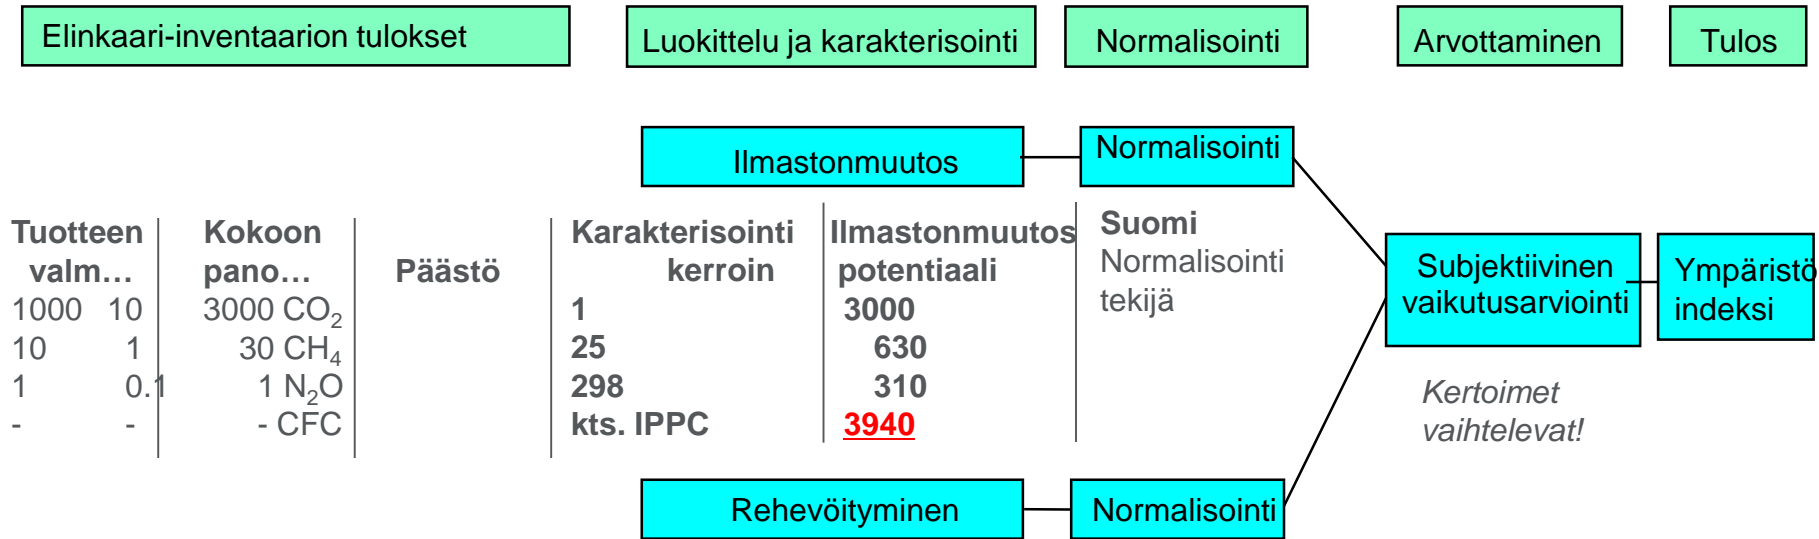 Elinkaari-inventaarion tulokset
Luokittelu ja karakterisointi
Normalisointi
Arvottaminen
Tulos
Ilmastonmuutos
Normalisointi
Tuotteen valm…
Kokoon pano…
Päästö
Karakterisointi kerroin
Ilmastonmuutos potentiaali
Suomi
Normalisointi
tekijä
1000 10 3000 CO₂ 1 3000
10 1 30 CH₄ 25 630
1 0.1 1 N₂O 298 310
- - - CFC kts. IPPC 3940
Subjektiivinen
vaikutusarviointi
Ympäristö
indeksi
Kertoimet
vaihtelevat!
Rehevöityminen
Normalisointi